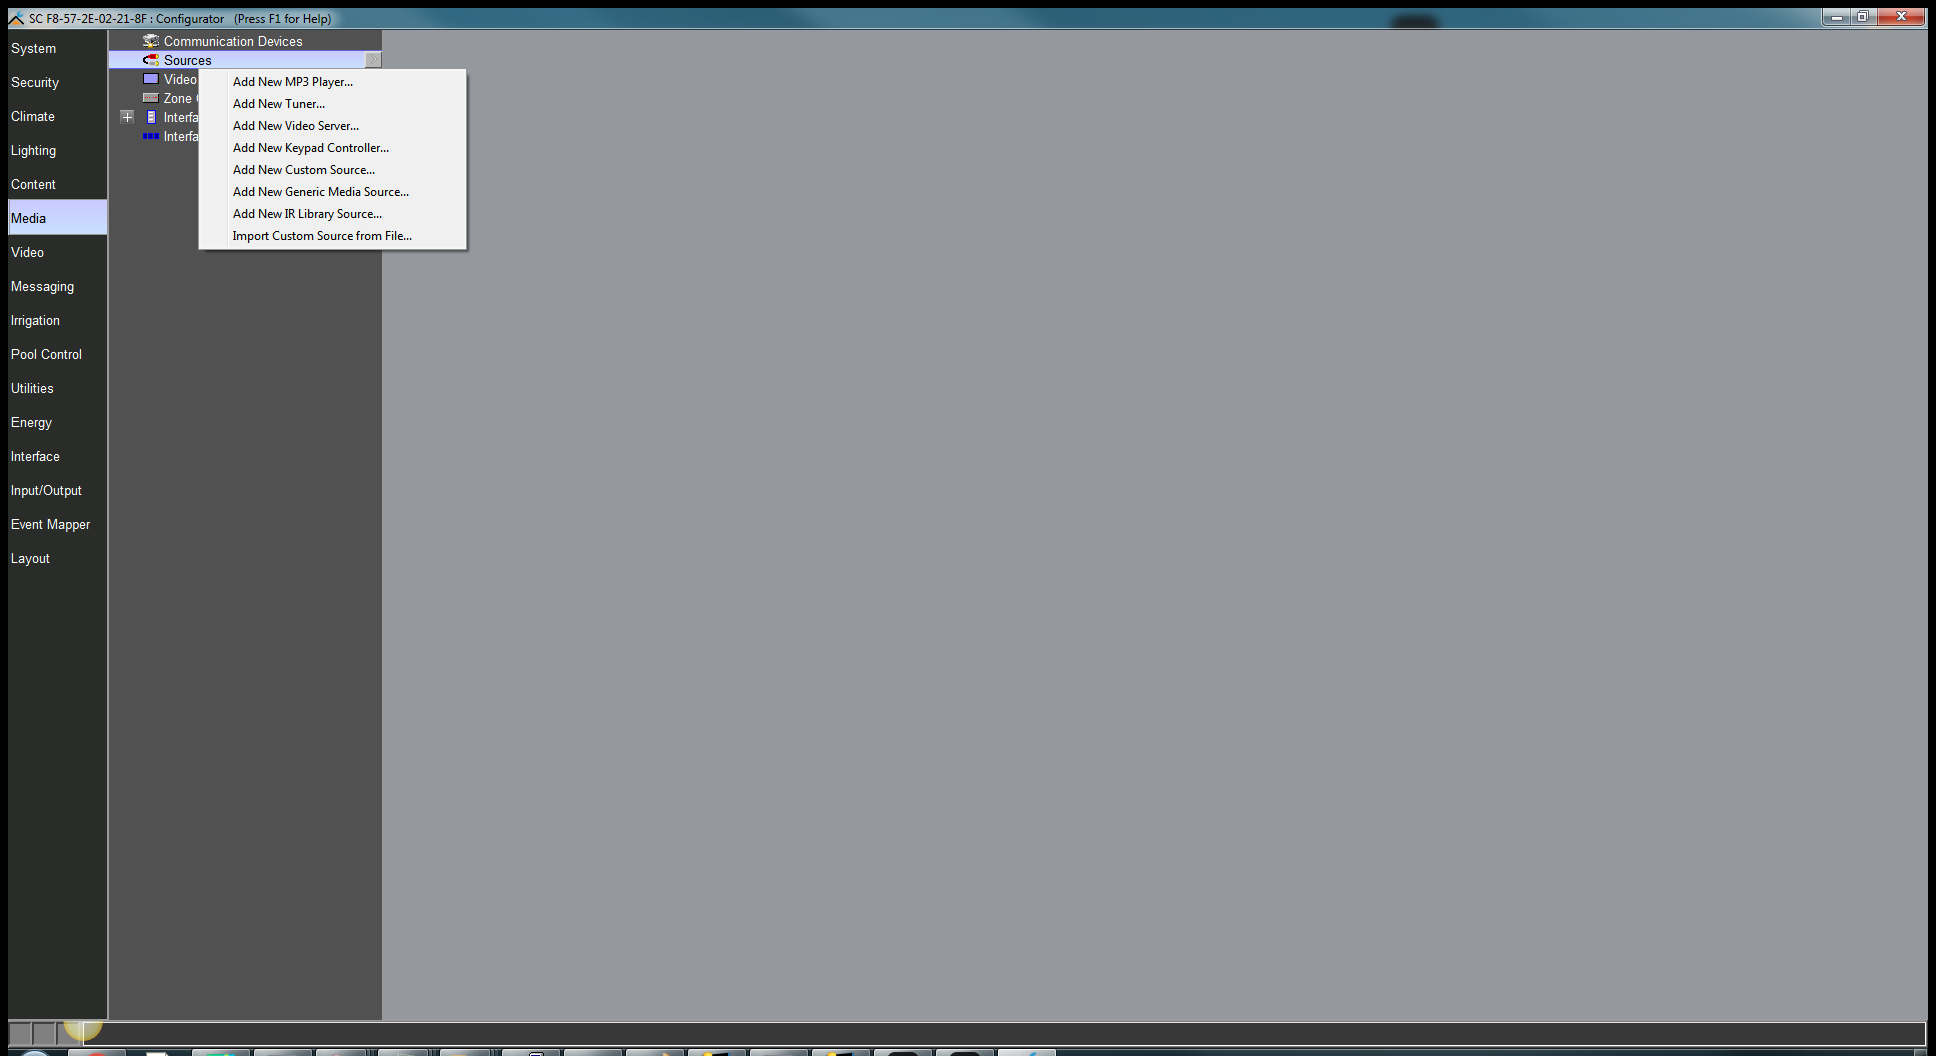 SC F8-57-2E-02-21-8F : Configurator (Press F1 for Help)
System
Security
Climate
Lighting
Content
Media
Video
Messaging
Irrigation
Pool Control
Utilities
Energy
Interface
Input/Output
Event Mapper
Layout
Communication Devices
Sources
Video
Zone
Interfa
Interfa
Add New MP3 Player...
Add New Tuner...
Add New Video Server...
Add New Keypad Controller...
Add New Custom Source...
Add New Generic Media Source...
Add New IR Library Source...
Import Custom Source from File...